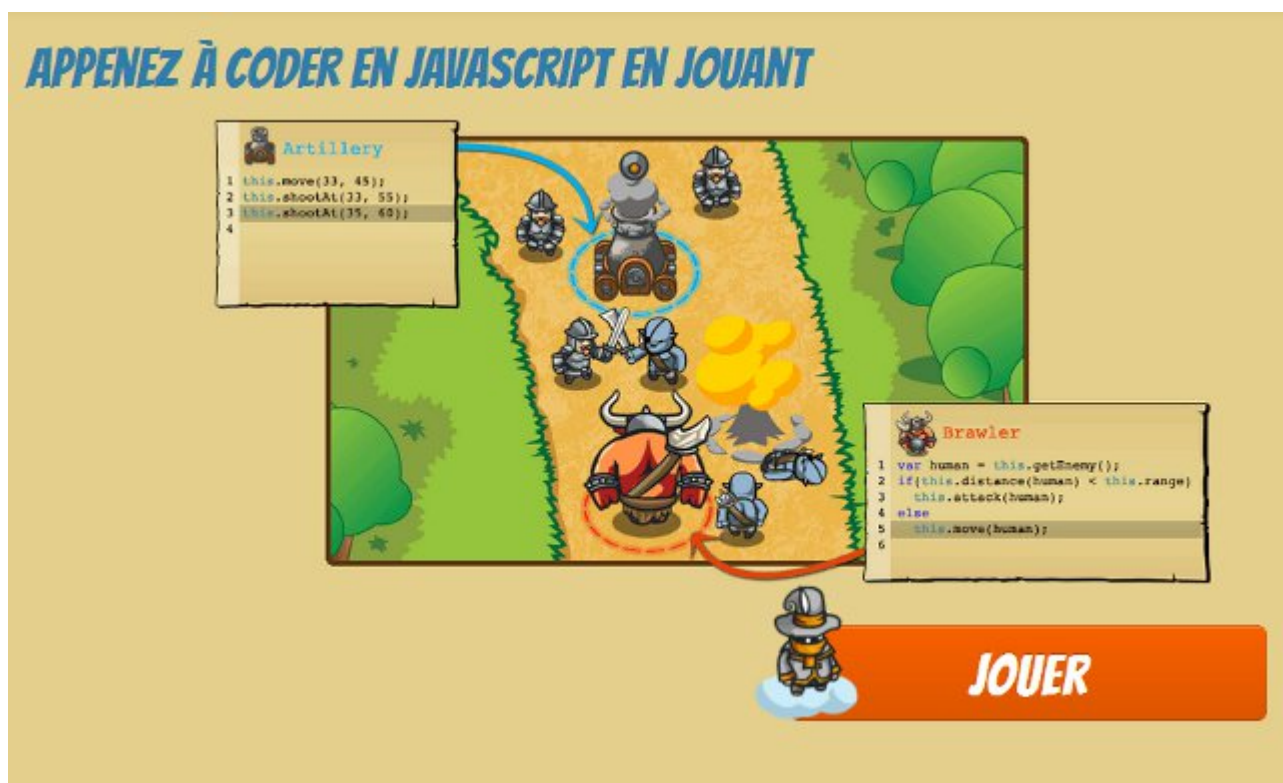 APPENEZ À CODER EN JAVASCRIPT EN JOUANT
Artillery
1 this.move(33, 45);
2 this.shootAt(33, 55);
3 this.shootAt(35, 60);
4
Brawler
1 var human = this.getEnemy();
2 if(this.distance(human) < this.range)
3 this.attack(human);
4 else
5 this.move(human);
6
JOUER